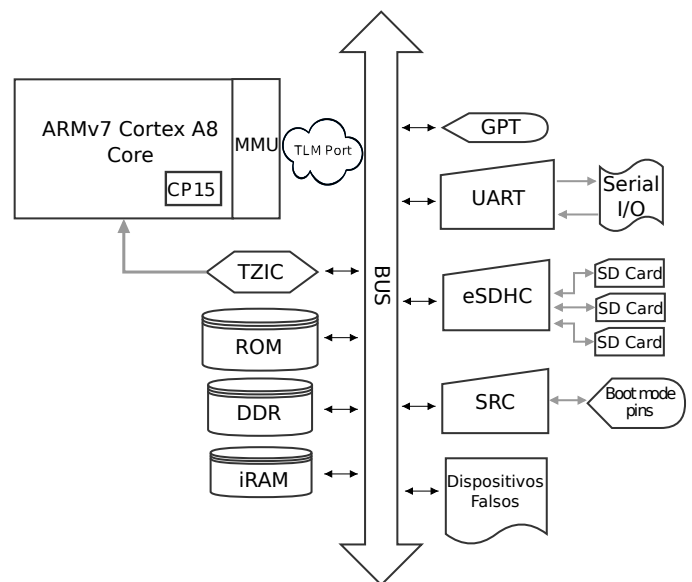 ARMv7 Cortex A8
Core
MMU
CP15
TLM Port
TZIC
ROM
DDR
iRAM
BUS
GPT
UART
Serial
I/O
eSDHC
SD Card
SD Card
SD Card
SRC
Boot mode
pins
Dispositivos
Falsos